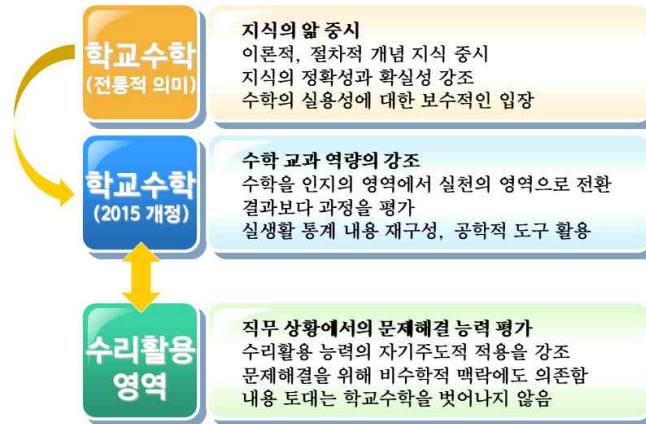 학교수학
(전통적 의미)
지식의 앎 중시
이론적, 절차적 개념 지식 중시
지식의 정확성과 확실성 강조
수학의 실용성에 대한 보수적인 입장
학교수학
(2015 개정)
수학 교과 역량의 강조
수학을 인지의 영역에서 실천의 영역으로 전환
결과보다 과정을 평가
실생활 통계 내용 재구성, 공학적 도구 활용
수리활용
영역
직무 상황에서의 문제해결 능력 평가
수리활용 능력의 자기주도적 적용을 강조
문제해결을 위해 비수학적 맥락에도 의존함
내용 토대는 학교수학을 벗어나지 않음